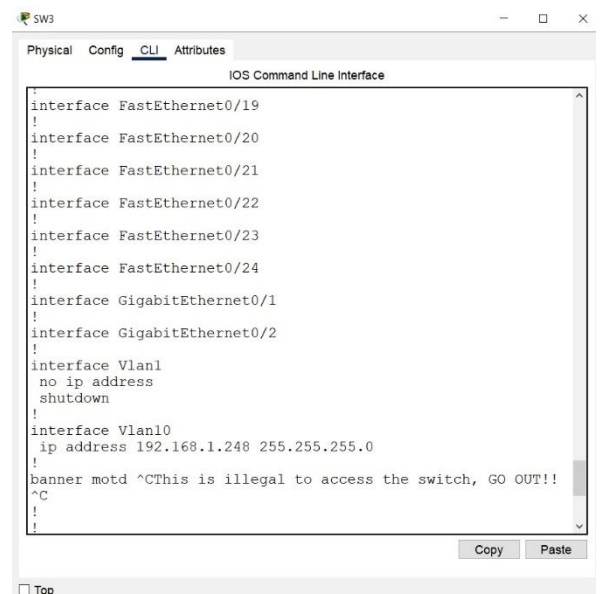 SW3
Physical Config CLI Attributes
IOS Command Line Interface
!
interface FastEthernet0/19
!
interface FastEthernet0/20
!
interface FastEthernet0/21
!
interface FastEthernet0/22
!
interface FastEthernet0/23
!
interface FastEthernet0/24
!
interface GigabitEthernet0/1
!
interface GigabitEthernet0/2
!
interface Vlan1
no ip address
shutdown
!
interface Vlan10
ip address 192.168.1.248 255.255.255.0
!
banner motd ^CThis is illegal to access the switch, GO OUT!!
^C
!
!
Copy Paste
Top